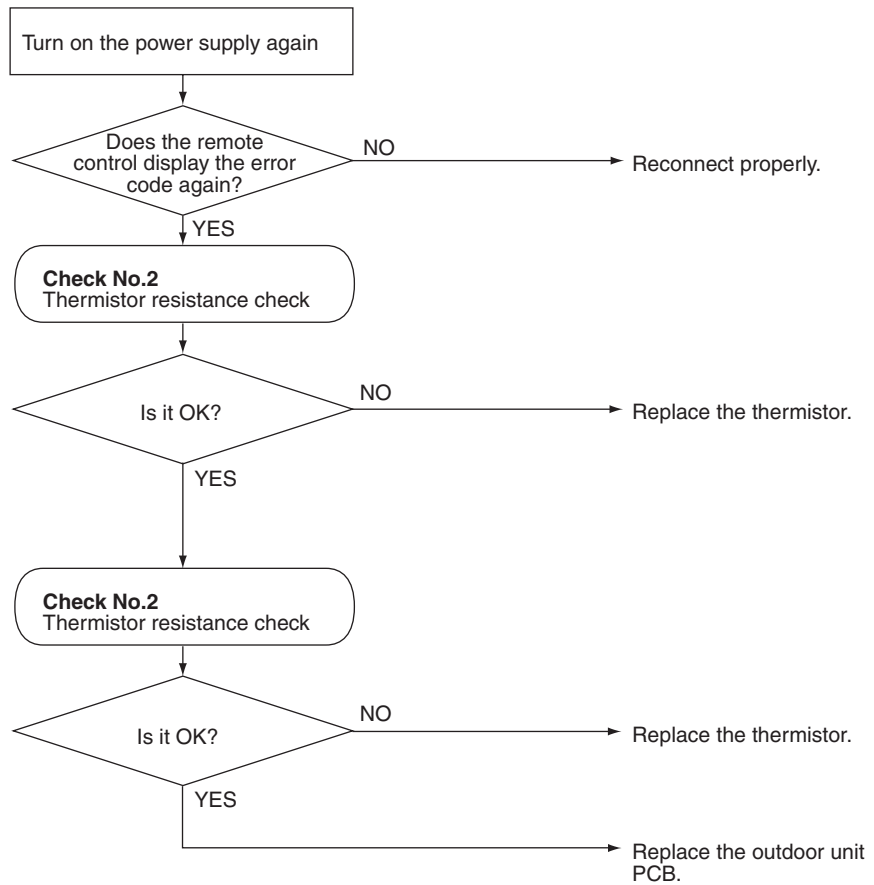 Turn on the power supply again
Does the remote
control display the error
code again?
NO
Reconnect properly.
YES
Check No.2
Thermistor resistance check
Is it OK?
NO
Replace the thermistor.
YES
Check No.2
Thermistor resistance check
Is it OK?
NO
Replace the thermistor.
YES
Replace the outdoor unit
PCB.